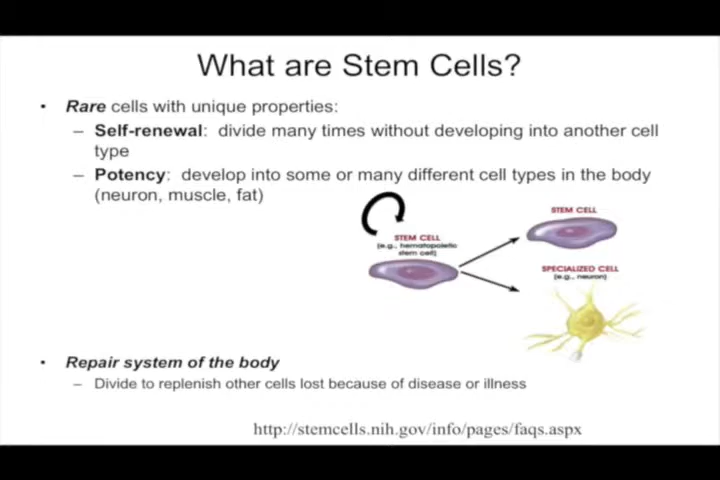 What are Stem Cells?
• Rare cells with unique properties:
– Self-renewal: divide many times without developing into another cell
type
– Potency: develop into some or many different cell types in the body
(neuron, muscle, fat)
STEM CELL
(e.g., hematopoietic
stem cell)
STEM CELL
SPECIALIZED CELL
(e.g., neuron)
• Repair system of the body
– Divide to replenish other cells lost because of disease or illness
http://stemcells.nih.gov/info/pages/faqs.aspx